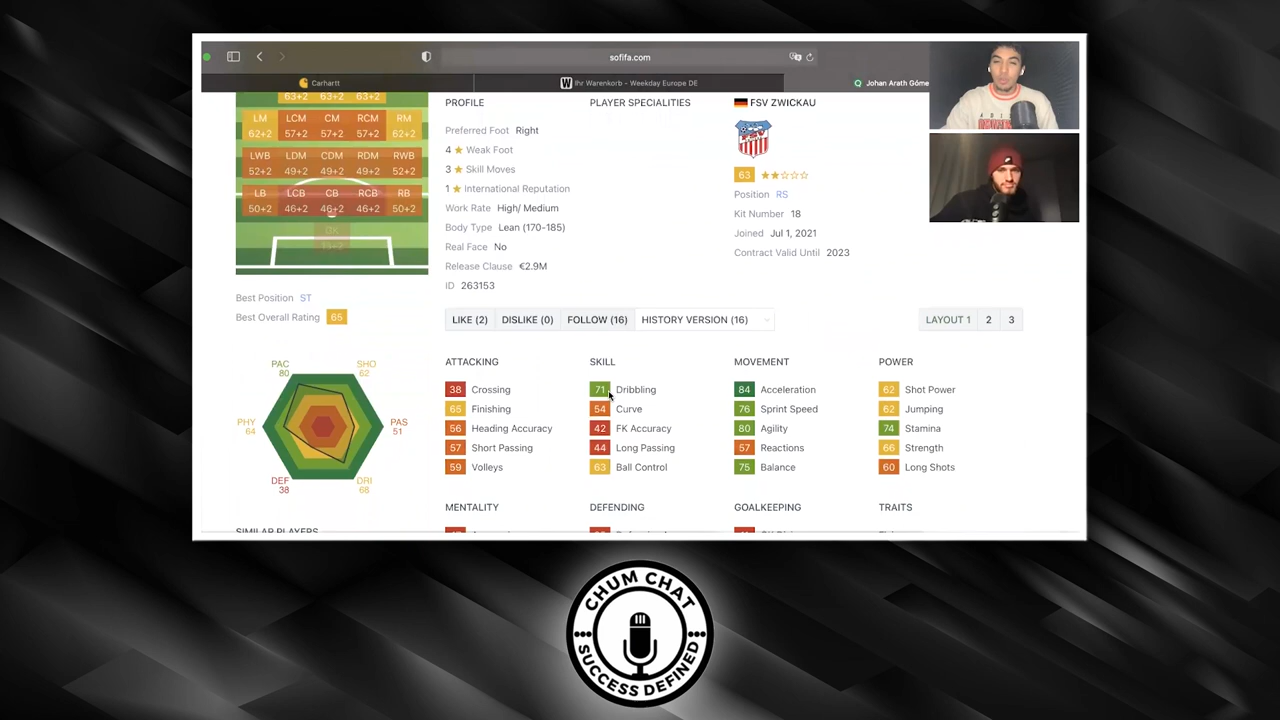 sofifa.com
Carhartt
W Ihr Warenkorb - Weekday Europe DE
Johan Arath Góme
63+2 63+2 63+2
LM LCM CM RCM RM
62+2 57+2 57+2 57+2 62+2
LWB LDM CDM RDM RWB
52+2 49+2 49+2 49+2 52+2
LB LCB CB RCB RB
50+2 46+2 46+2 46+2 50+2
Best Position ST
Best Overall Rating 65
PROFILE
Preferred Foot Right
4 ★ Weak Foot
3 ★ Skill Moves
1 ★ International Reputation
Work Rate High/ Medium
Body Type Lean (170-185)
Real Face No
Release Clause €2.9M
ID 263153
PLAYER SPECIALITIES
FSV ZWICKAU
FSV
63 ★★☆☆☆
Position RS
Kit Number 18
Joined Jul 1, 2021
Contract Valid Until 2023
LIKE (2) DISLIKE (0) FOLLOW (16) HISTORY VERSION (16)
LAYOUT 1 2 3
PAC 80
SHO 62
PHY 64
PAS 51
DEF 38
DRI 68
ATTACKING
38 Crossing
65 Finishing
56 Heading Accuracy
57 Short Passing
59 Volleys
SKILL
71 Dribbling
54 Curve
42 FK Accuracy
44 Long Passing
63 Ball Control
MOVEMENT
84 Acceleration
76 Sprint Speed
80 Agility
57 Reactions
75 Balance
POWER
62 Shot Power
62 Jumping
74 Stamina
66 Strength
60 Long Shots
SIMILAR PLAYERS
MENTALITY
DEFENDING
GOALKEEPING
TRAITS
CHUM CHAT
SUCCESS DEFINED